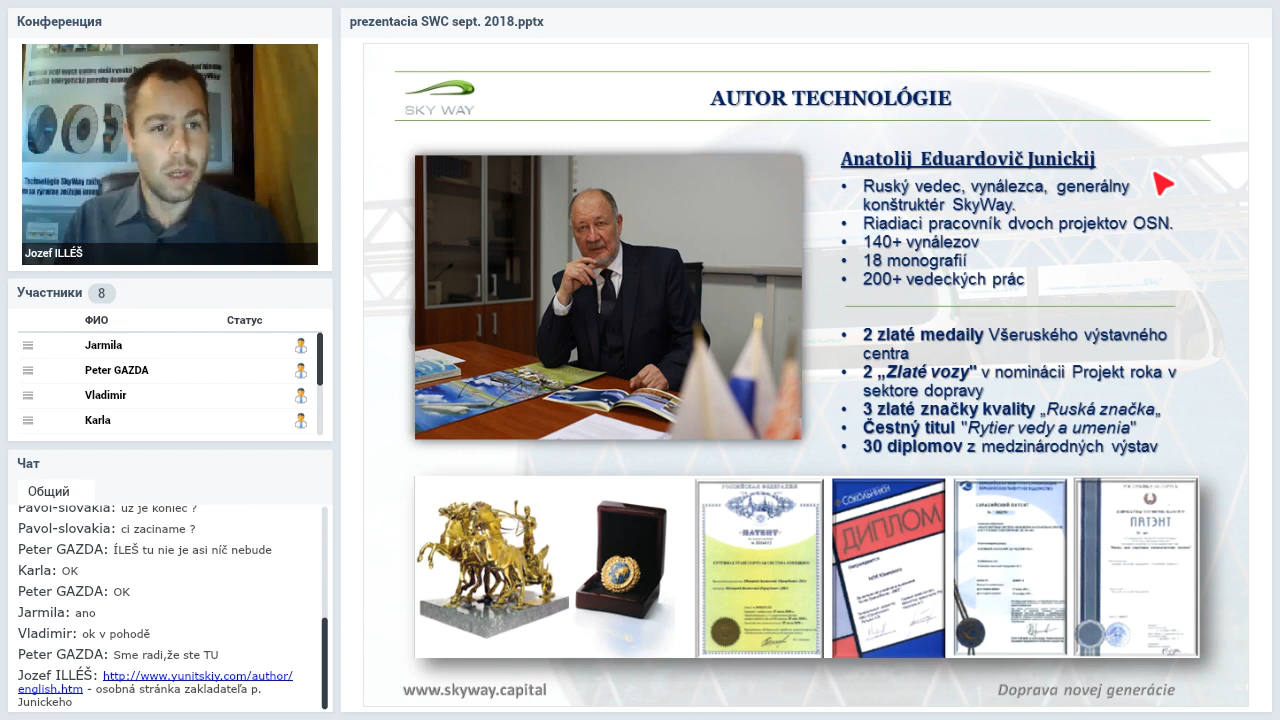 Конференция
Jozef ILLÉŠ
Участники 8
ФИО Статус
Jarmila
Peter GAZDA
Vladimir
Karla
Чат
Общий
Pavol-slovakia: uz je koniec ?
Pavol-slovakia: ci zaciname ?
Peter GAZDA: ÍLEŠ tu nie je asi níč nebude
Karla: OK
Peter GAZDA: OK
Jarmila: ano
Peter GAZDA: Sme radi,že ste TU
Jozef ILLÉŠ: http://www.yunitskiy.com/author/
english.htm - osobná stránka zakladateľa p.
Junickeho
prezentacia SWC sept. 2018.pptx
SKY WAY
AUTOR TECHNOLÓGIE
Anatolij Eduardovič Junickij
• Ruský vedec, vynálezca, generálny
konštruktér SkyWay.
• Riadiaci pracovník dvoch projektov OSN.
• 140+ vynálezov
• 18 monografií
• 200+ vedeckých prác
• 2 zlaté medaily Všeruského výstavného
centra
• 2 „Zlaté vozy" v nominácii Projekt roka v
sektore dopravy
• 3 zlaté značky kvality „Ruská značka„
• Čestný titul "Rytier vedy a umenia"
• 30 diplomov z medzinárodných výstav
ПАТЕНТ
СОКОЛЬНИКИ
ДИПЛОМ
ПАТЭНТ
www.skyway.capital
Doprava novej generácie